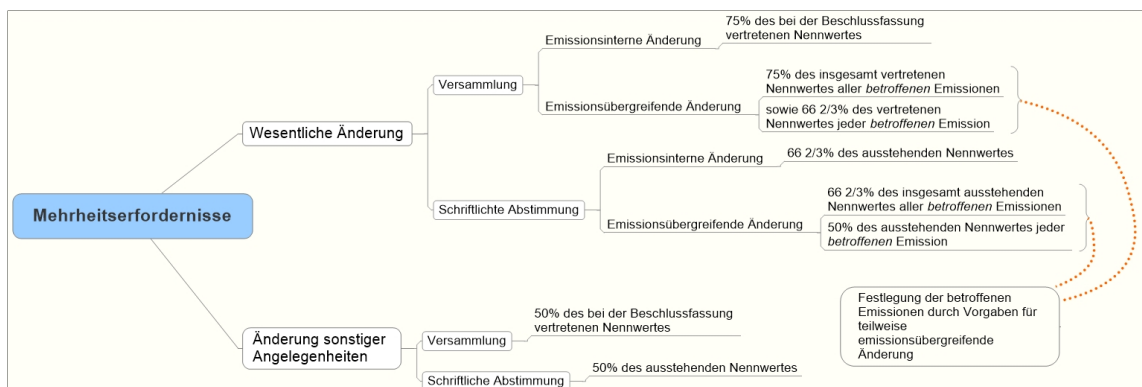 Mehrheitserfordernisse
Wesentliche Änderung
Versammlung
Emissionsinterne Änderung
75% des bei der Beschlussfassung
vertretenen Nennwertes
Emissionsübergreifende Änderung
75% des insgesamt vertretenen
Nennwertes aller betroffenen Emissionen
sowie 66 2/3% des vertretenen
Nennwertes jeder betroffenen Emission
Schriftlichte Abstimmung
Emissionsinterne Änderung
66 2/3% des ausstehenden Nennwertes
Emissionsübergreifende Änderung
66 2/3% des insgesamt ausstehenden
Nennwertes aller betroffenen Emissionen
50% des ausstehenden Nennwertes jeder
betroffenen Emission
Festlegung der betroffenen
Emissionen durch Vorgaben für
teilweise
emissionsübergreifende
Änderung
Änderung sonstiger
Angelegenheiten
Versammlung
50% des bei der Beschlussfassung
vertretenen Nennwertes
Schriftliche Abstimmung
50% des ausstehenden Nennwertes